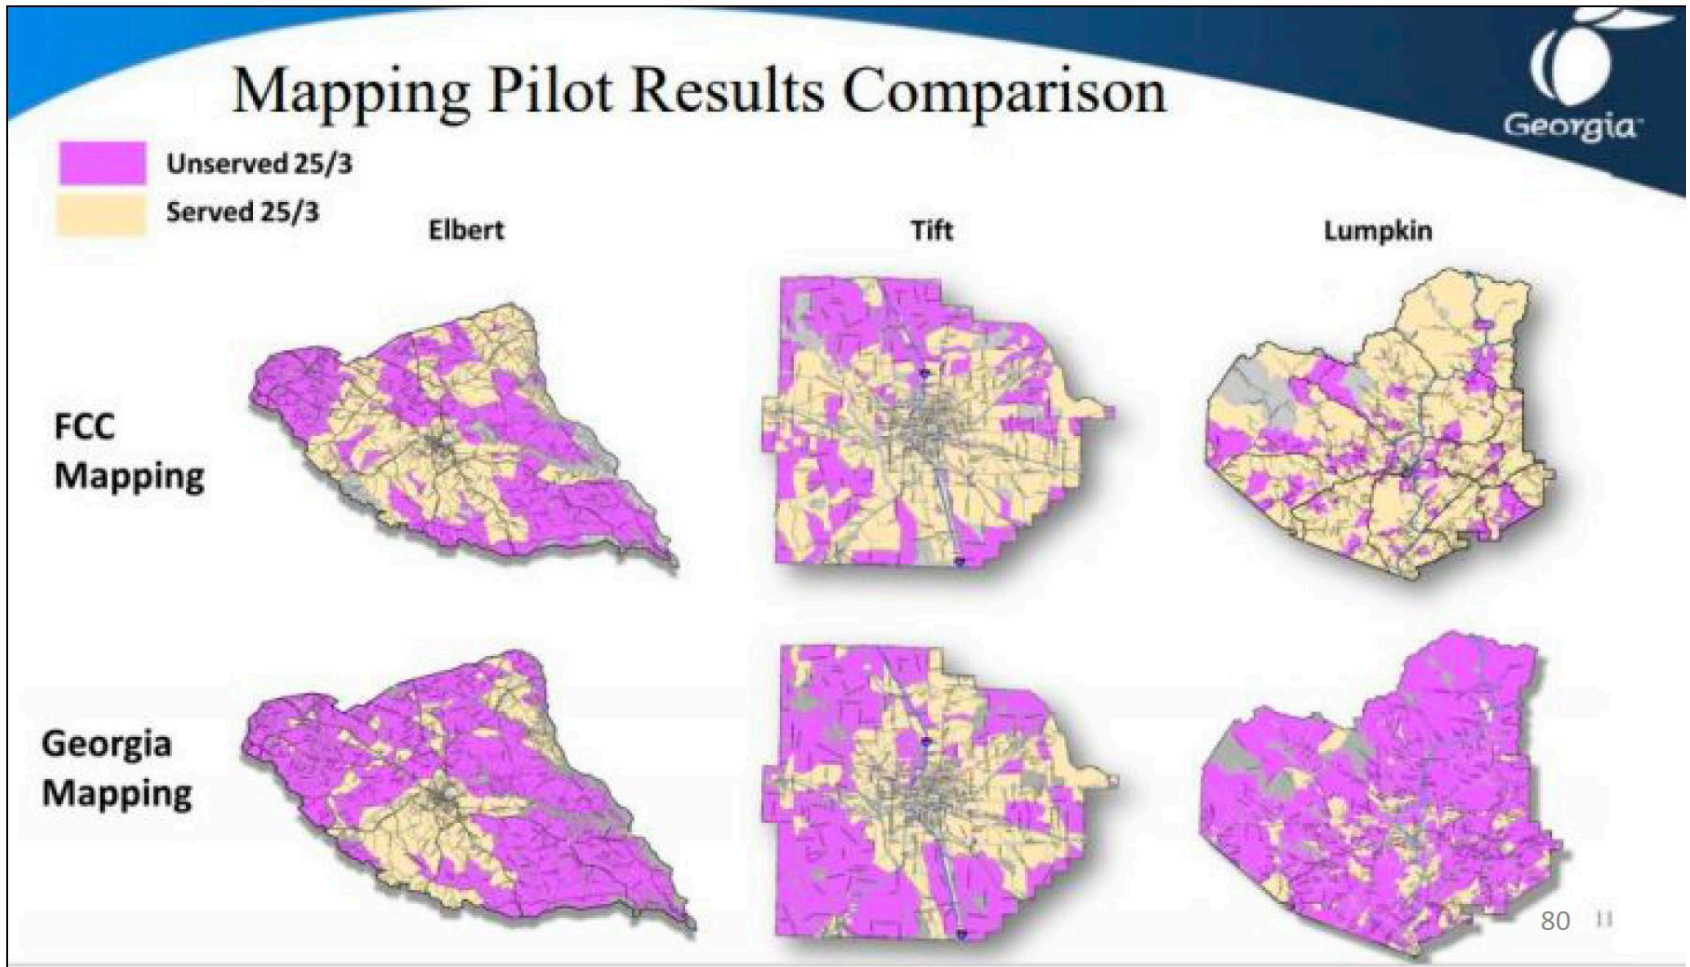 Mapping Pilot Results Comparison
Georgia
Unserved 25/3
Served 25/3
Elbert
Tift
Lumpkin
FCC
Mapping
Georgia
Mapping
80 11